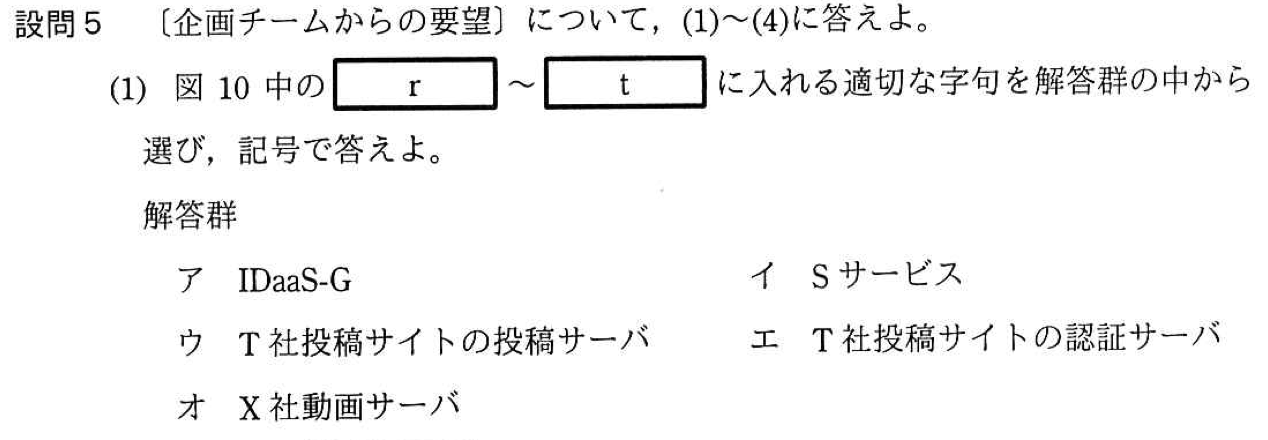 設問5 〔企画チームからの要望〕について，(1)～(4)に答えよ。
(1) 図 10 中の r ～ t に入れる適切な字句を解答群の中から
選び，記号で答えよ。
解答群
ア IDaaS-G イ Sサービス
ウ T社投稿サイトの投稿サーバ エ T社投稿サイトの認証サーバ
オ X社動画サーバ